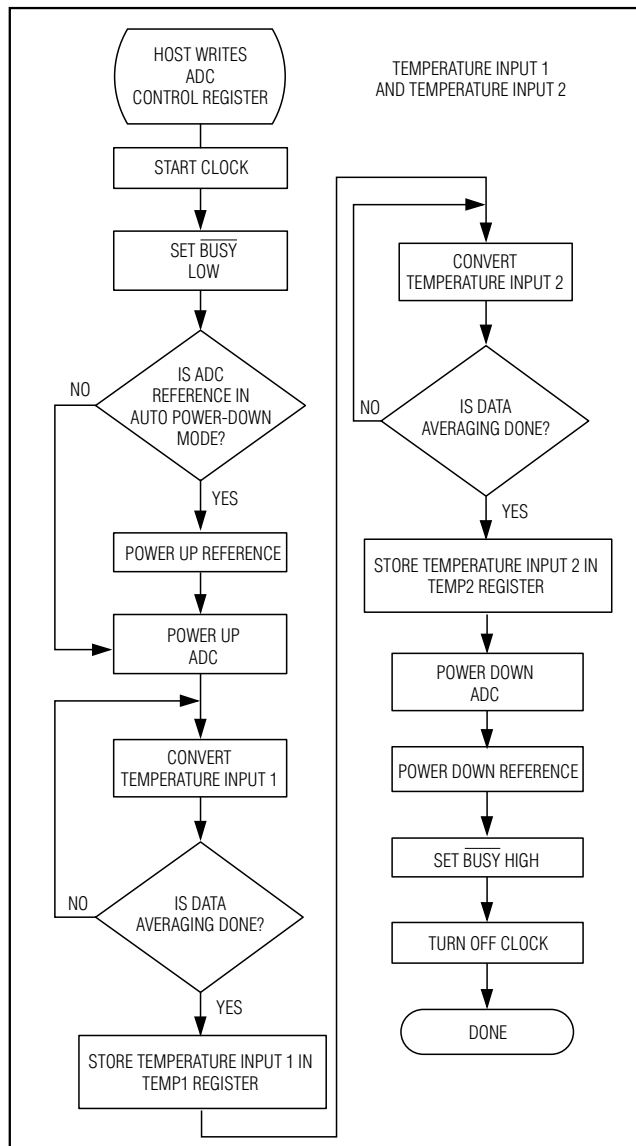 HOST WRITES
ADC
CONTROL REGISTER
START CLOCK
SET B̅U̅S̅Y̅
LOW
IS ADC
REFERENCE IN
AUTO POWER-DOWN
MODE?
NO
YES
POWER UP REFERENCE
POWER UP
ADC
CONVERT
TEMPERATURE INPUT 1
IS DATA
AVERAGING DONE?
NO
YES
STORE TEMPERATURE INPUT 1 IN
TEMP1 REGISTER
TEMPERATURE INPUT 1
AND TEMPERATURE INPUT 2
CONVERT
TEMPERATURE INPUT 2
IS DATA
AVERAGING DONE?
NO
YES
STORE TEMPERATURE INPUT 2 IN
TEMP2 REGISTER
POWER DOWN
ADC
POWER DOWN REFERENCE
SET B̅U̅S̅Y̅ HIGH
TURN OFF CLOCK
DONE